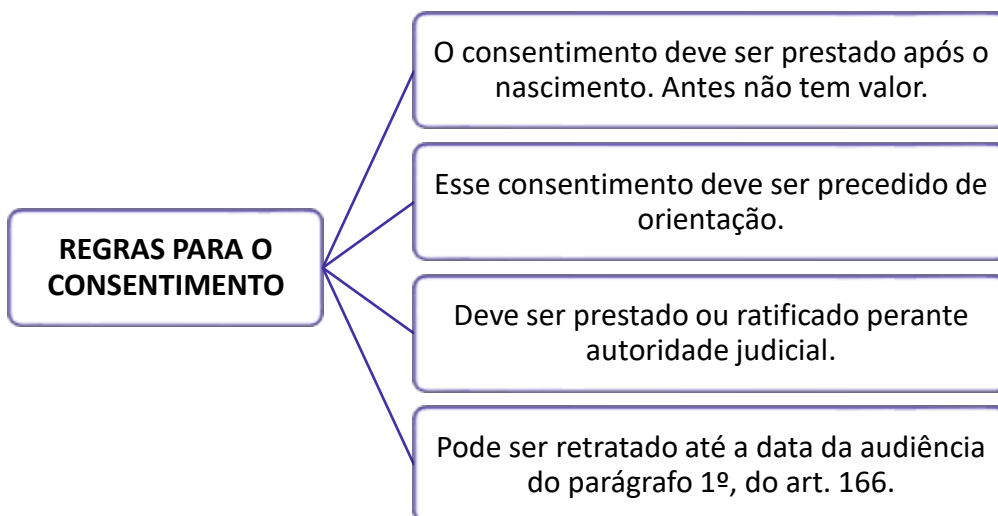 REGRAS PARA O
CONSENTIMENTO
O consentimento deve ser prestado após o
nascimento. Antes não tem valor.
Esse consentimento deve ser precedido de
orientação.
Deve ser prestado ou ratificado perante
autoridade judicial.
Pode ser retratado até a data da audiência
do parágrafo 1º, do art. 166.